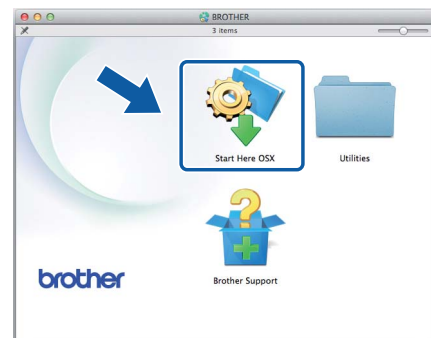 BROTHER
3 items
Start Here OSX
Utilities
Brother Support
brother